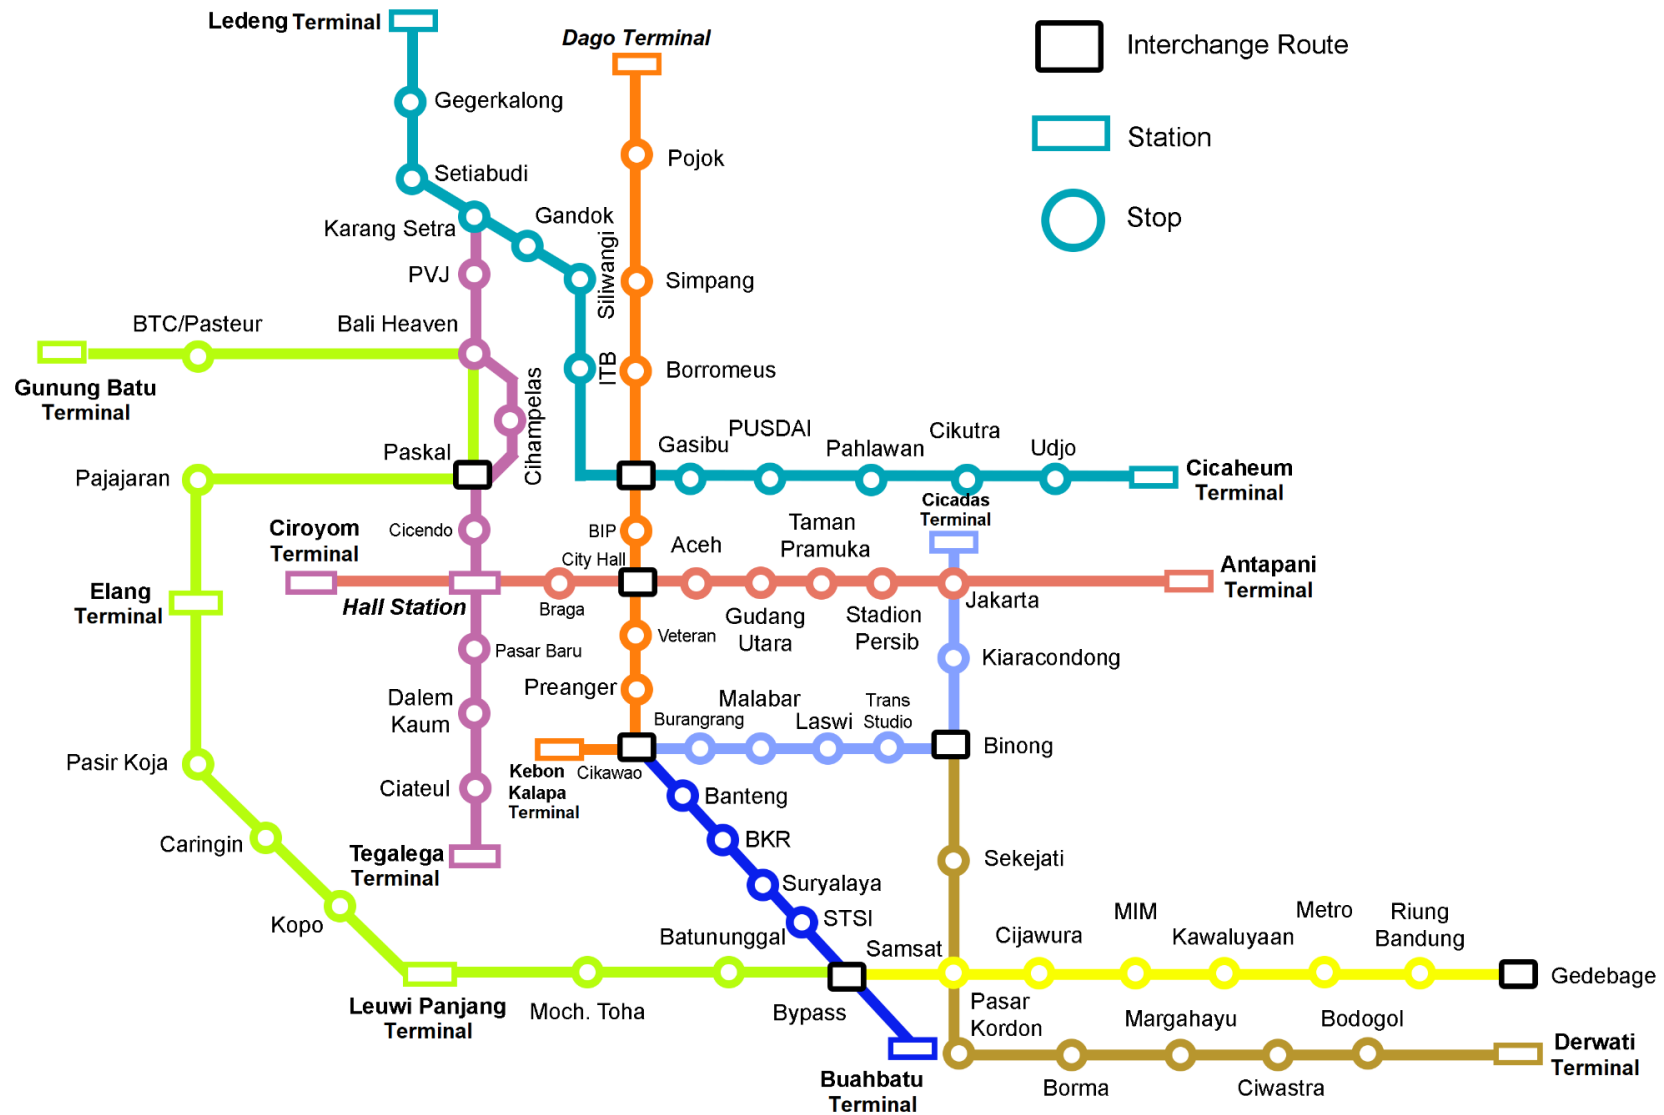 Ledeng Terminal
Dago Terminal
Interchange Route
Station
Stop
Gegerkalong
Setiabudi
Karang Setra
Gandok
Siliwangi
Pojok
PVJ
Simpang
BTC/Pasteur
Bali Heaven
Gunung Batu
Terminal
Cihampelas
ITB
Borromeus
Paskal
Pajajaran
Gasibu
PUSDAI
Pahlawan
Cikutra
Udjo
Cicaheum
Terminal
Cicadas
Terminal
Ciroyom
Terminal
Cicendo
BIP
City Hall
Aceh
Taman
Pramuka
Antapani
Terminal
Hall Station
Braga
Gudang
Utara
Stadion
Persib
Jakarta
Elang
Terminal
Pasar Baru
Veteran
Kiaracondong
Dalem
Kaum
Preanger
Burangrang
Malabar
Laswi
Trans
Studio
Binong
Pasir Koja
Ciateul
Kebon
Kalapa
Terminal
Cikawao
Banteng
BKR
Caringin
Tegalega
Terminal
Suryalaya
Sekejati
Kopo
STSI
Batununggal
Samsat
Cijawura
MIM
Kawaluyaan
Metro
Riung
Bandung
Gedebage
Leuwi Panjang
Terminal
Moch. Toha
Bypass
Pasar
Kordon
Margahayu
Bodogol
Borma
Ciwastra
Derwati
Terminal
Buahbatu
Terminal